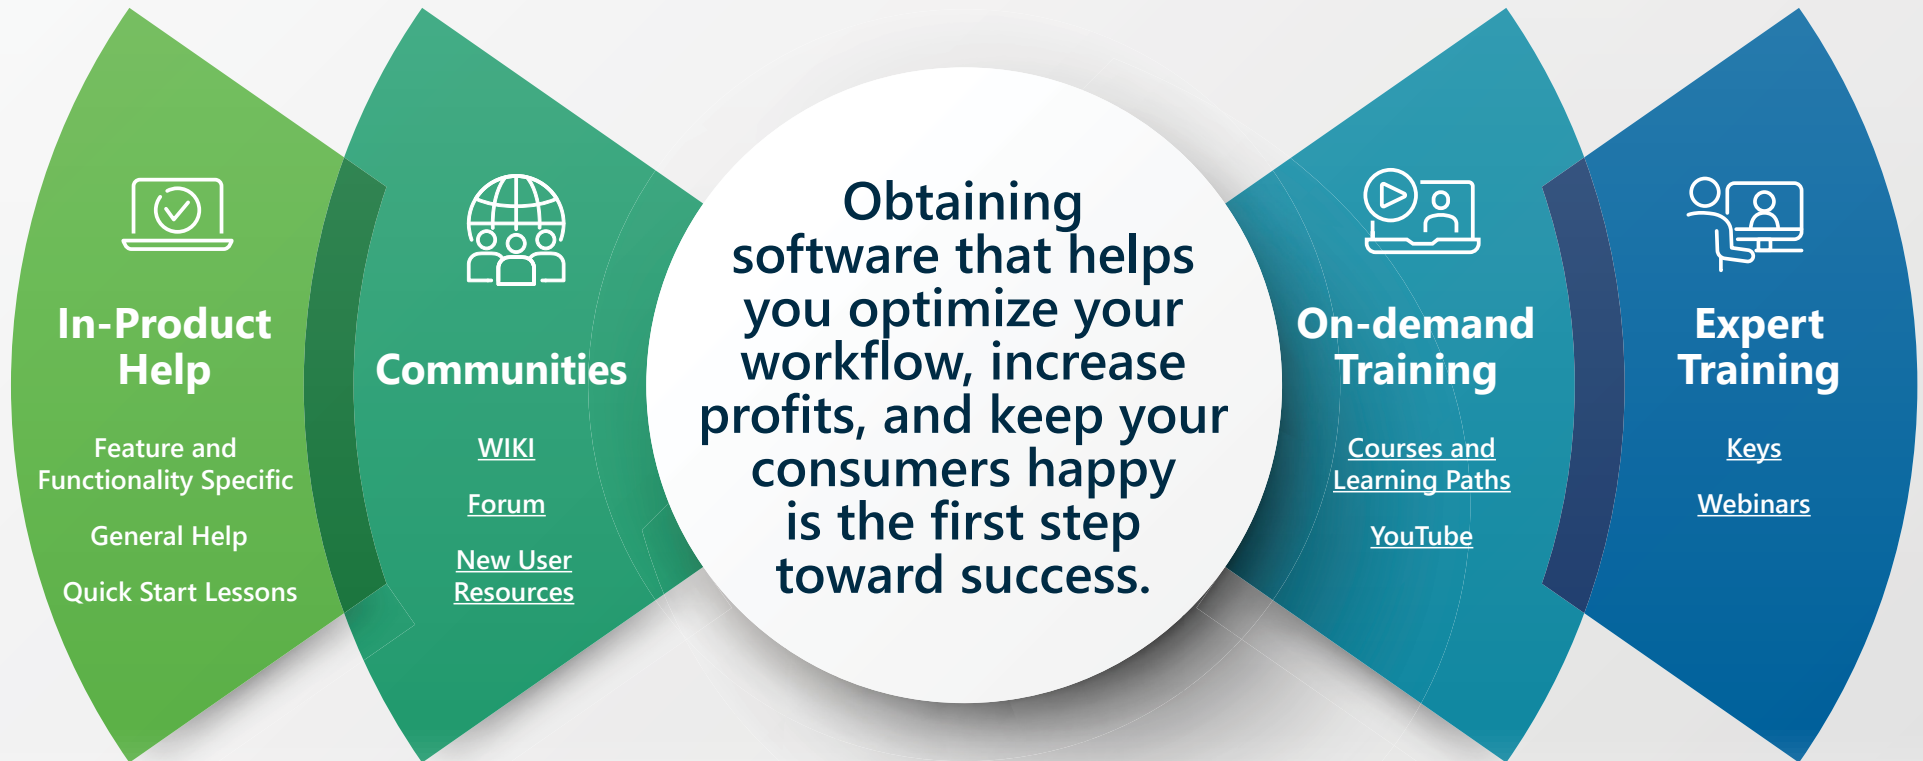 In-Product
Help
Feature and
Functionality Specific
General Help
Quick Start Lessons
Communities
WIKI
Forum
New User
Resources
Obtaining
software that helps
you optimize your
workflow, increase
profits, and keep your
consumers happy
is the first step
toward success.
On-demand
Training
Courses and
Learning Paths
YouTube
Expert
Training
Keys
Webinars